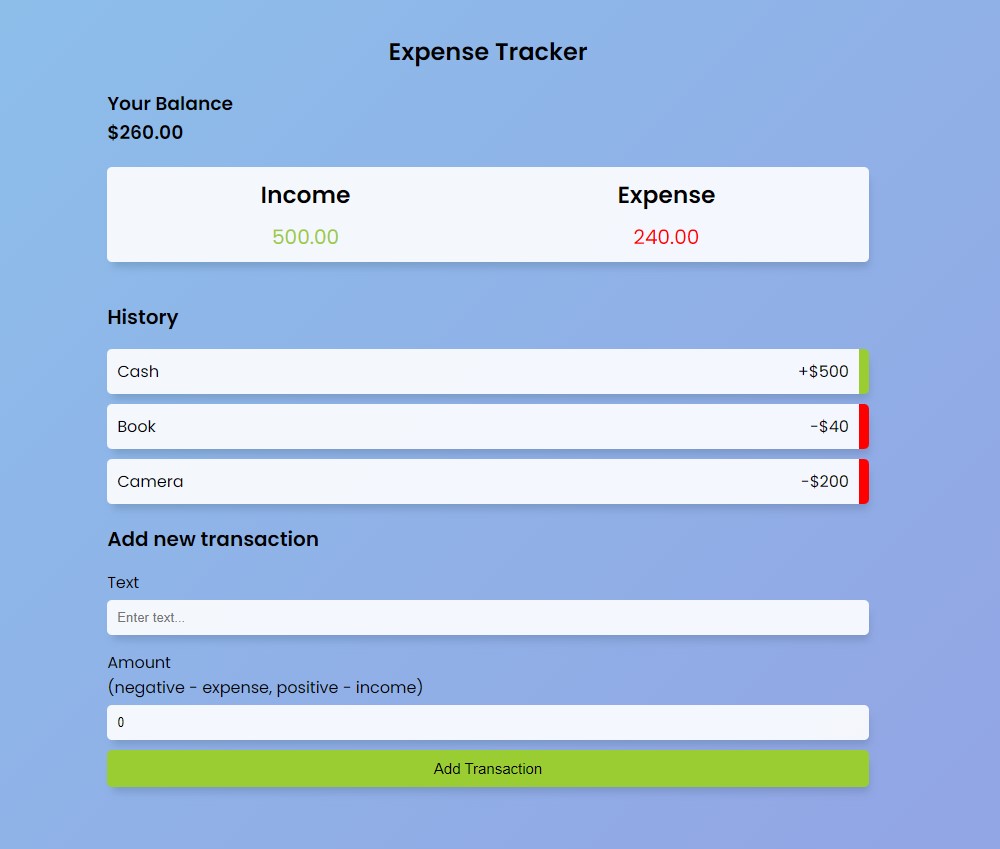 Expense Tracker
Your Balance
$260.00
Income Expense
500.00 240.00
History
Cash +$500
Book -$40
Camera -$200
Add new transaction
Text
Enter text...
Amount
(negative - expense, positive - income)
0
Add Transaction